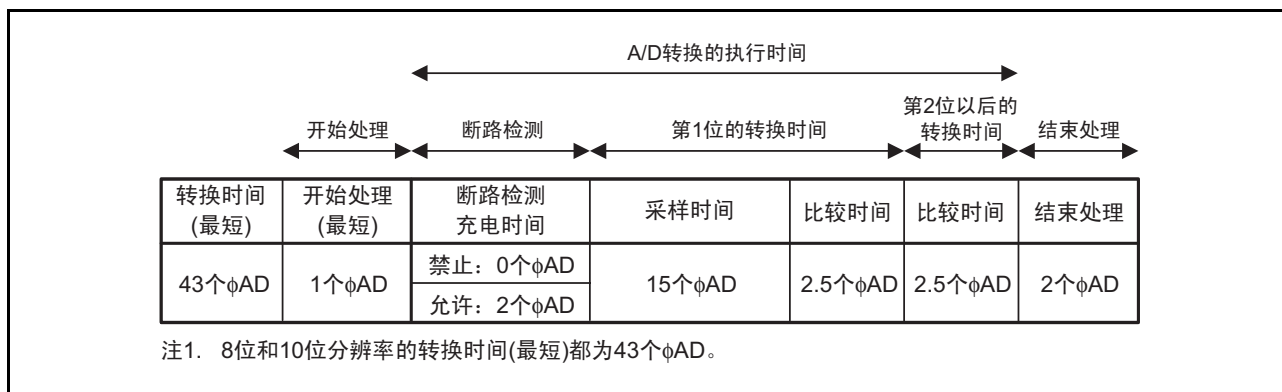 A/D转换的执行时间
开始处理
断路检测
第1位的转换时间
第2位以后的
转换时间
结束处理
转换时间
(最短)
开始处理
(最短)
断路检测
充电时间
采样时间
比较时间
比较时间
结束处理
43个ϕAD
1个ϕAD
禁止：0个ϕAD
允许：2个ϕAD
15个ϕAD
2.5个ϕAD
2.5个ϕAD
2个ϕAD
注1. 8位和10位分辨率的转换时间(最短)都为43个ϕAD。